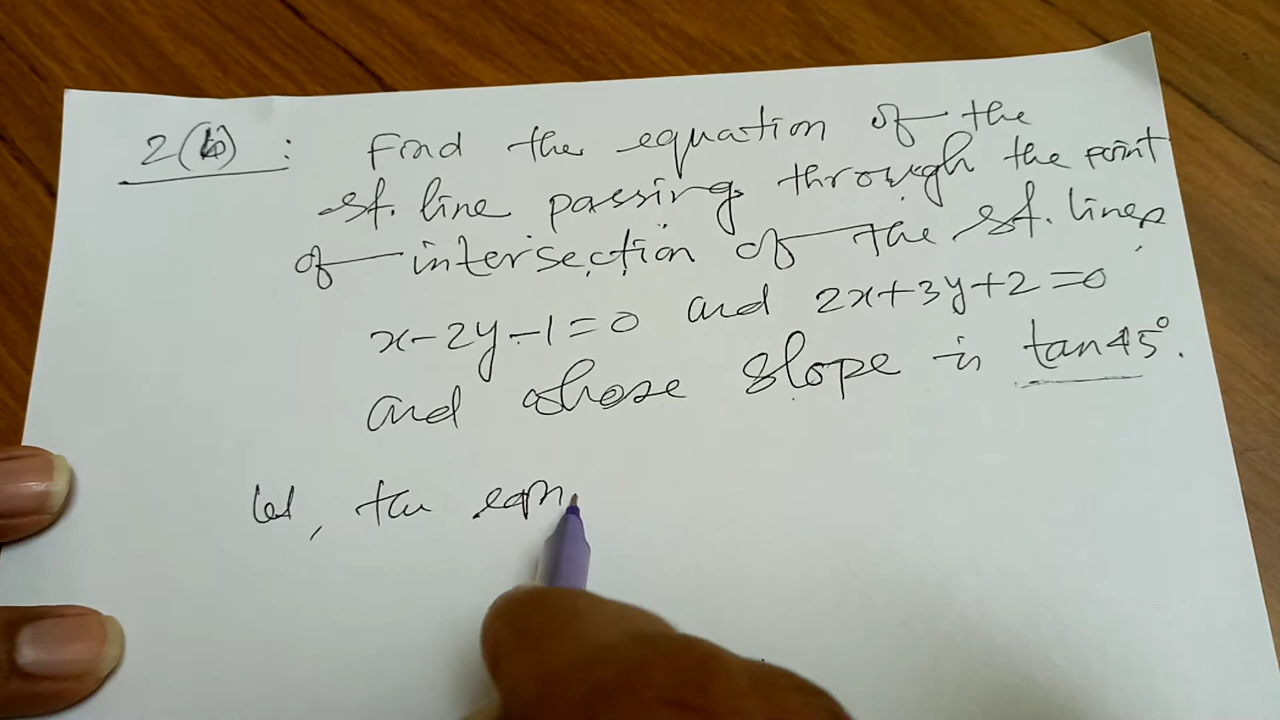 2(b) : Find the equation of the
st. line passing through the point
of intersection of the st. lines
x-2y-1=0 and 2x+3y+2=0
and whose slope is tan45°.
Let, the eqn